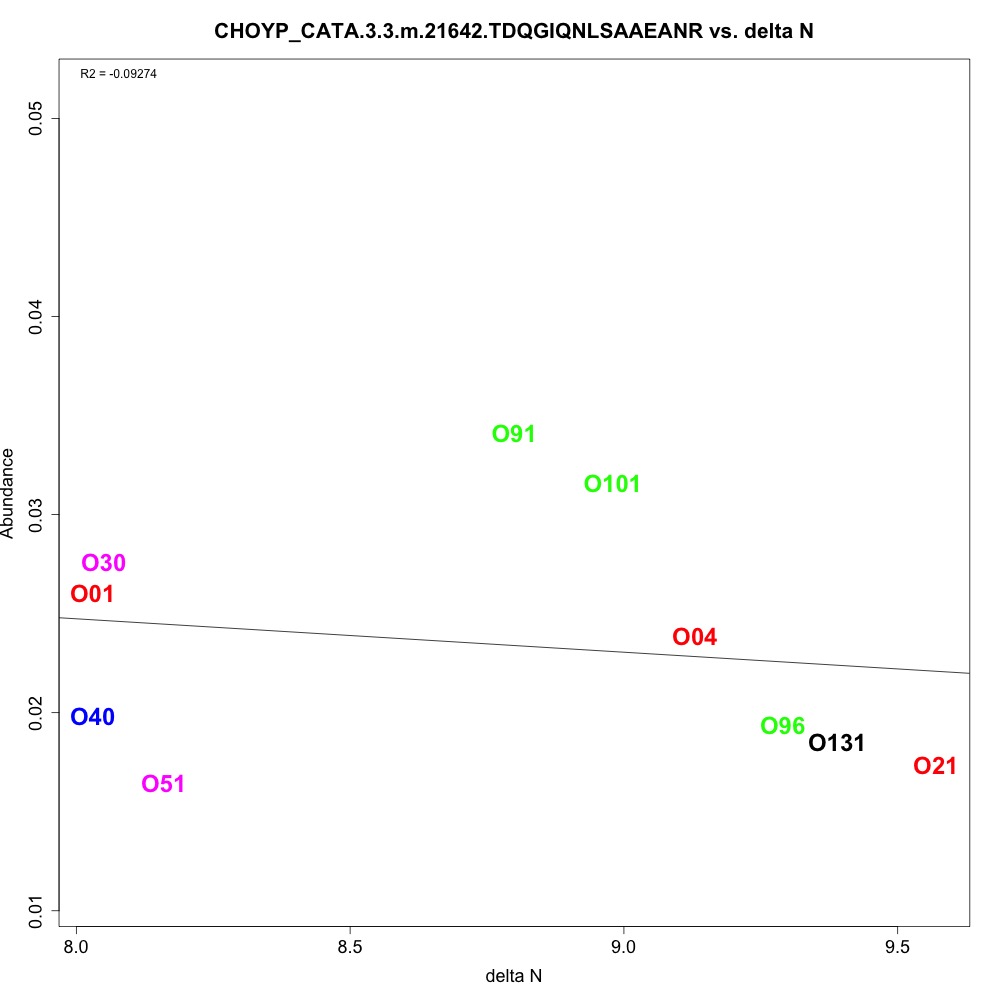 CHOYP_CATA.3.3.m.21642.TDQGIQNLSAAEANR vs. delta N
R2 = -0.09274
0.05
0.04
0.03
0.02
0.01
Abundance
O91
O101
O30
O01
O04
O40
O96
O131
O21
O51
8.0 8.5 9.0 9.5
delta N